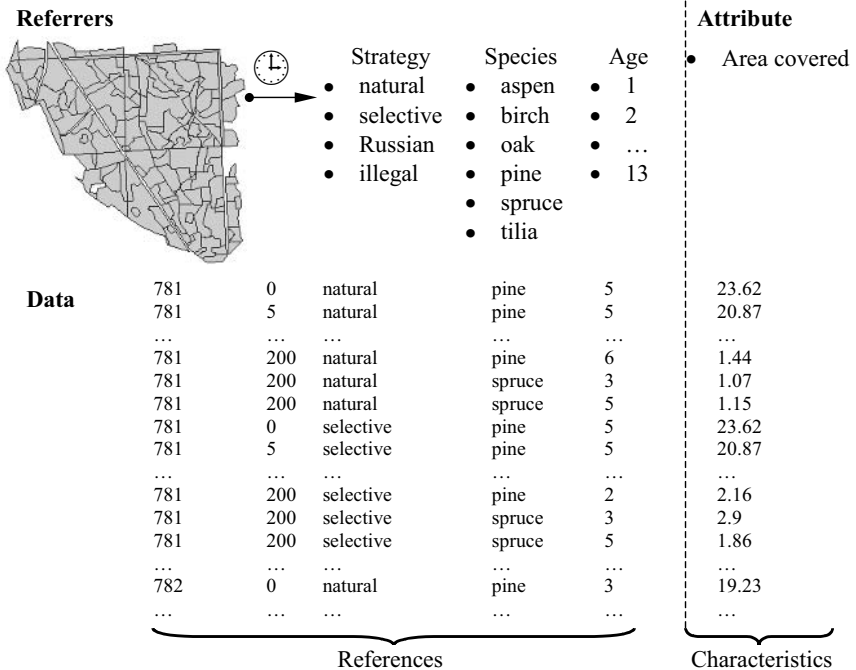 Referrers Attribute
Strategy Species Age • Area covered
• natural • aspen • 1
• selective • birch • 2
• Russian • oak • …
• illegal • pine • 13
• spruce
• tilia
Data
781 0 natural pine 5 23.62
781 5 natural pine 5 20.87
… … … … … …
781 200 natural pine 6 1.44
781 200 natural spruce 3 1.07
781 200 natural spruce 5 1.15
781 0 selective pine 5 23.62
781 5 selective pine 5 20.87
… … … … … …
781 200 selective pine 2 2.16
781 200 selective spruce 3 2.9
781 200 selective spruce 5 1.86
… … … … … …
782 0 natural pine 3 19.23
… … … … … …
References Characteristics